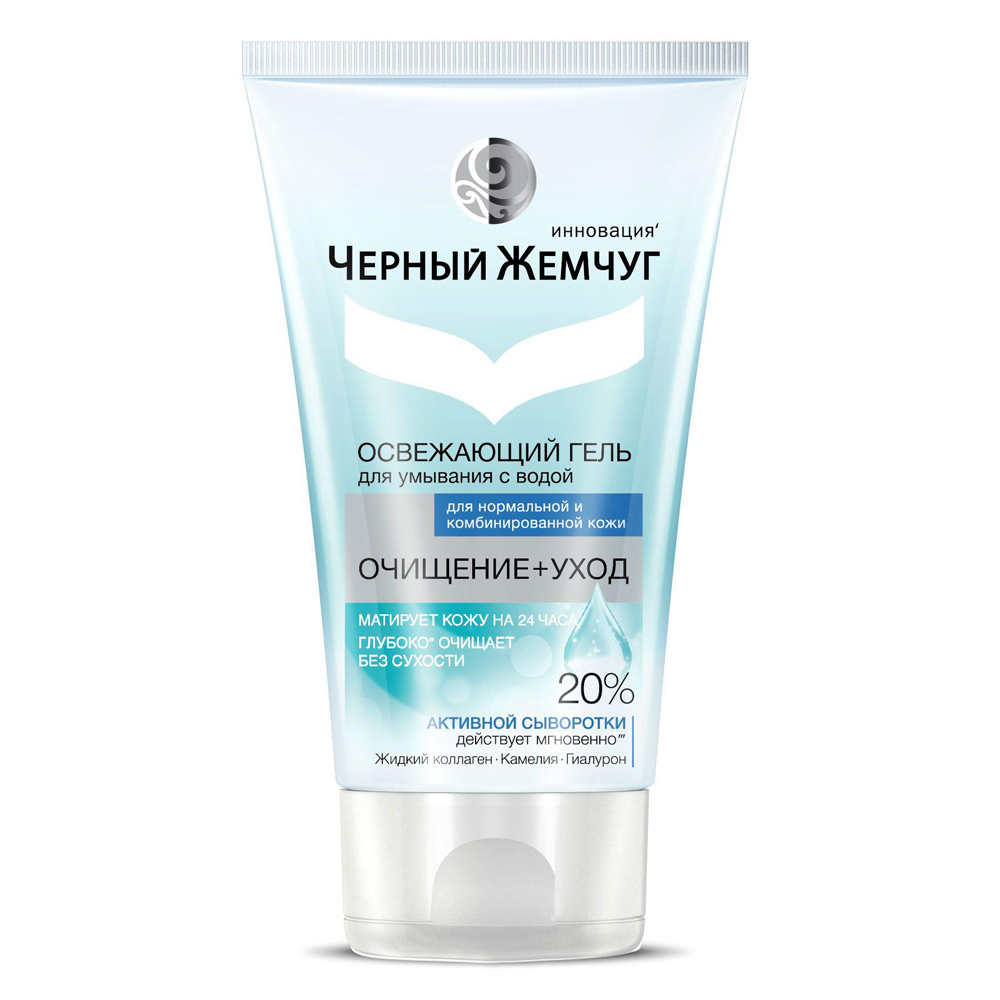 инновация'
ЧЕРНЫЙ ЖЕМЧУГ
ОСВЕЖАЮЩИЙ ГЕЛЬ
для умывания с водой
для нормальной и
комбинированной кожи
ОЧИЩЕНИЕ+УХОД
МАТИРУЕТ КОЖУ НА 24 ЧАСА,
ГЛУБОКО" ОЧИЩАЕТ
БЕЗ СУХОСТИ
20%
АКТИВНОЙ СЫВОРОТКИ
действует мгновенно'''
Жидкий коллаген · Камелия · Гиалурон